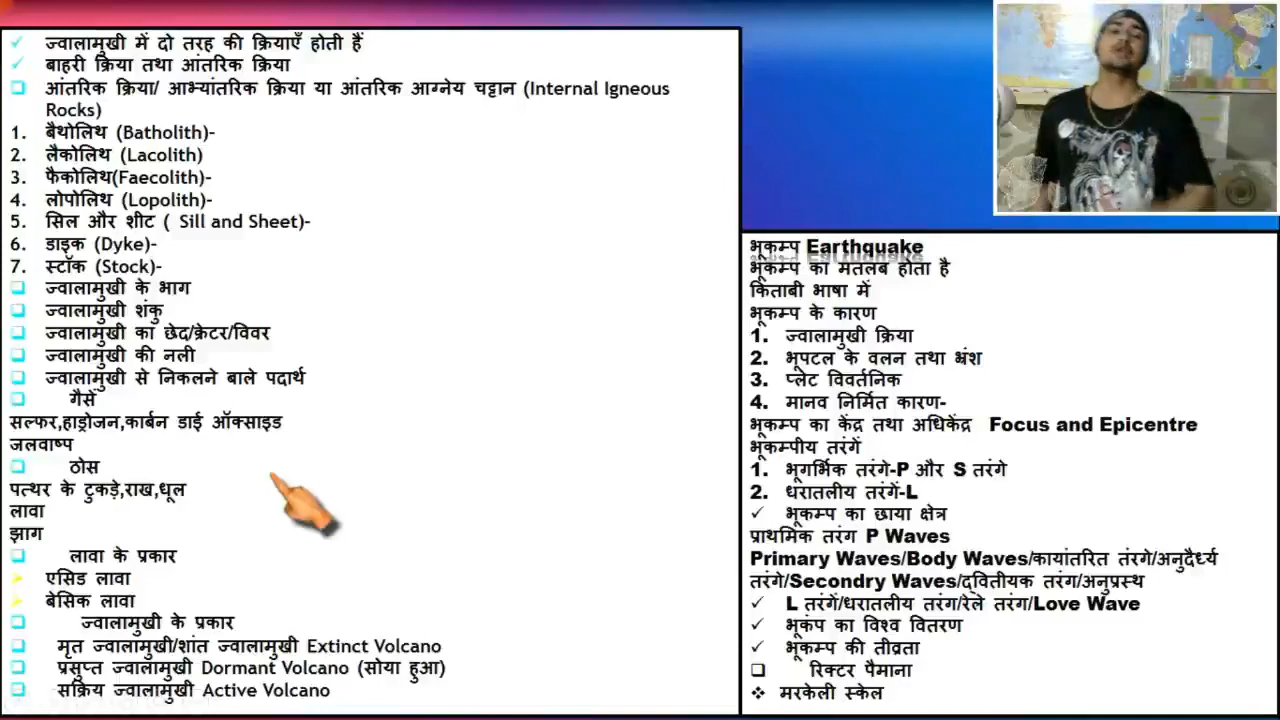 ज्वालामुखी में दो तरह की क्रियाएँ होती हैं
बाहरी क्रिया तथा आंतरिक क्रिया
आंतरिक क्रिया/ आभ्यांतरिक क्रिया या आंतरिक आग्नेय चट्टान (Internal Igneous
Rocks)
1. बैथोलिथ (Batholith)-
2. लैकोलिथ (Lacolith)
3. फैकोलिथ(Faecolith)-
4. लोपोलिथ (Lopolith)-
5. सिल और शीट ( Sill and Sheet)-
6. डाइक (Dyke)-
7. स्टॉक (Stock)-
ज्वालामुखी के भाग
ज्वालामुखी शंकु
ज्वालामुखी का छेद/क्रेटर/विवर
ज्वालामुखी की नली
ज्वालामुखी से निकलने बाले पदार्थ
गैसें
सल्फर,हाड्रोजन,कार्बन डाई ऑक्साइड
जलवाष्प
ठोस
पत्थर के टुकड़े,राख,धूल
लावा
झाग
लावा के प्रकार
एसिड लावा
बेसिक लावा
ज्वालामुखी के प्रकार
मृत ज्वालामुखी/शांत ज्वालामुखी Extinct Volcano
प्रसुप्त ज्वालामुखी Dormant Volcano (सोया हुआ)
सक्रिय ज्वालामुखी Active Volcano
भूकम्प Earthquake
भूकम्प का मतलब होता है
किताबी भाषा में
भूकम्प के कारण
1. ज्वालामुखी क्रिया
2. भूपटल के वलन तथा भ्रंश
3. प्लेट विवर्तनिक
4. मानव निर्मित कारण-
भूकम्प का केंद्र तथा अधिकेंद्र Focus and Epicentre
भूकम्पीय तरंगें
1. भूगर्भिक तरंगे-P और S तरंगे
2. धरातलीय तरंगें-L
भूकम्प का छाया क्षेत्र
प्राथमिक तरंग P Waves
Primary Waves/Body Waves/कायांतरित तंरगे/अनुदैर्ध्य
तरंगे/Secondry Waves/द्वितीयक तरंग/अनुप्रस्थ
L तरंगें/धरातलीय तरंग/रेले तरंग/Love Wave
भूकंप का विश्व वितरण
भूकम्प की तीव्रता
रिक्टर पैमाना
मरकेली स्केल